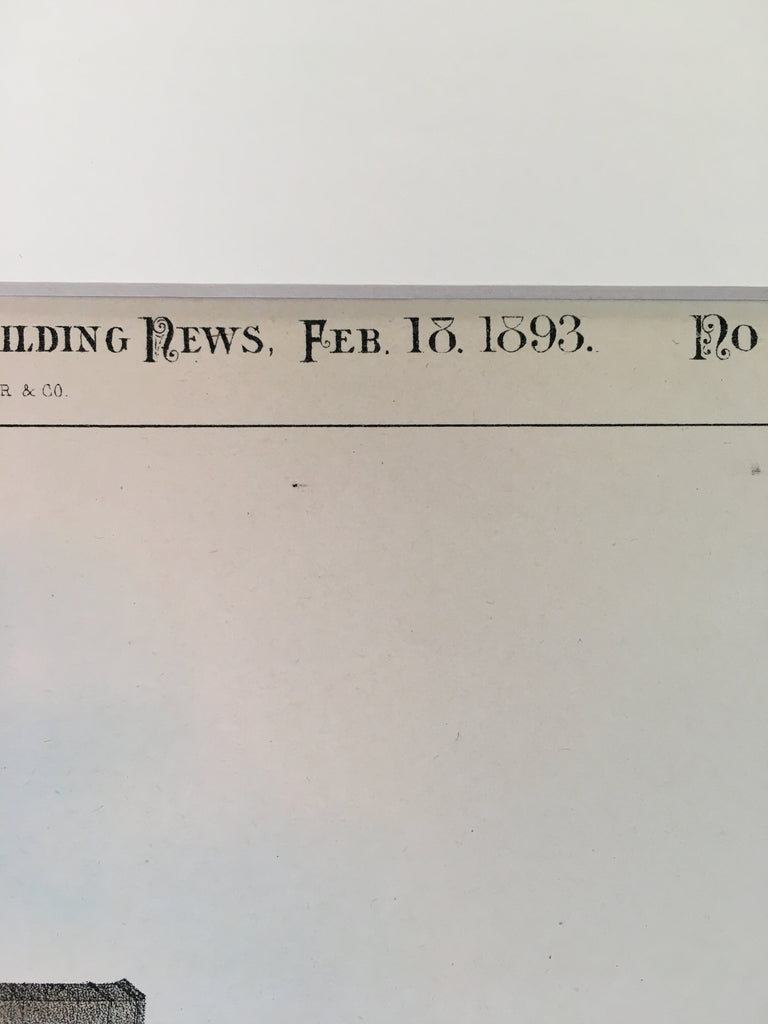 ILDING NEWS, FEB. 18. 1893. No
R & CO.